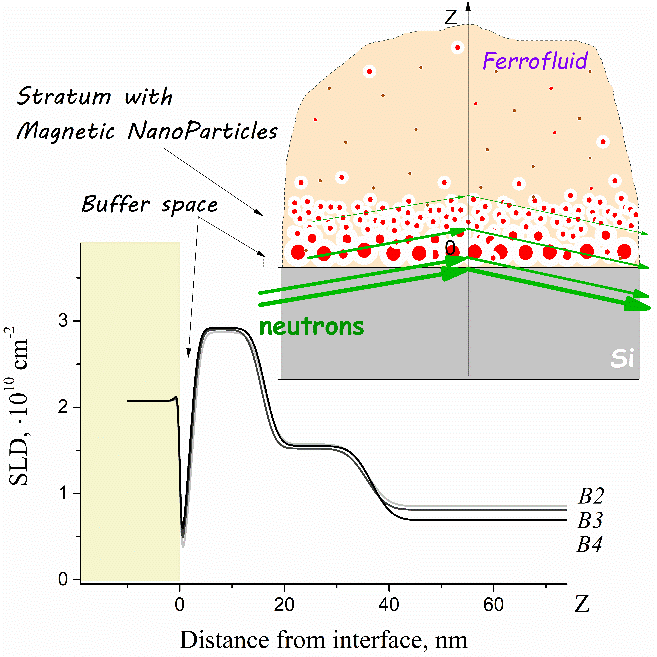 Z
Ferrofluid
Stratum with
Magnetic NanoParticles
Buffer space
0
neutrons
Si
3
2
1
0
SLD, ·10¹⁰ cm⁻²
B2
B3
B4
0 20 40 60 Z
Distance from interface, nm